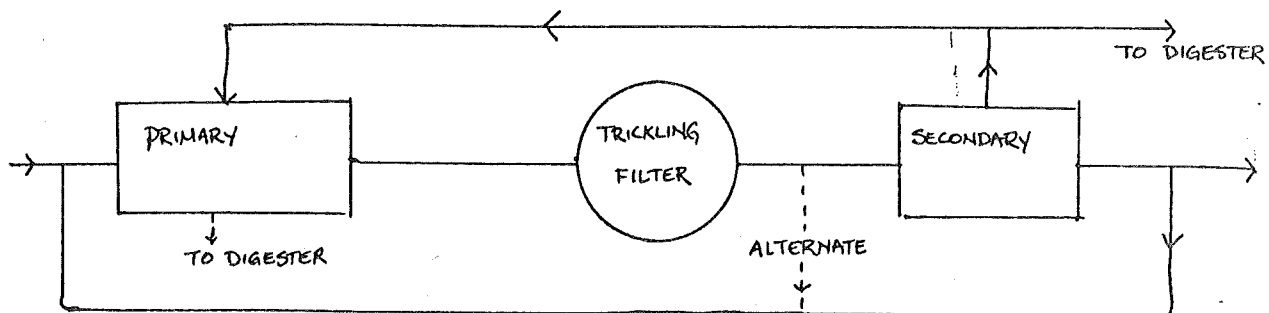 TO DIGESTER
PRIMARY
TRICKLING
FILTER
SECONDARY
TO DIGESTER
ALTERNATE